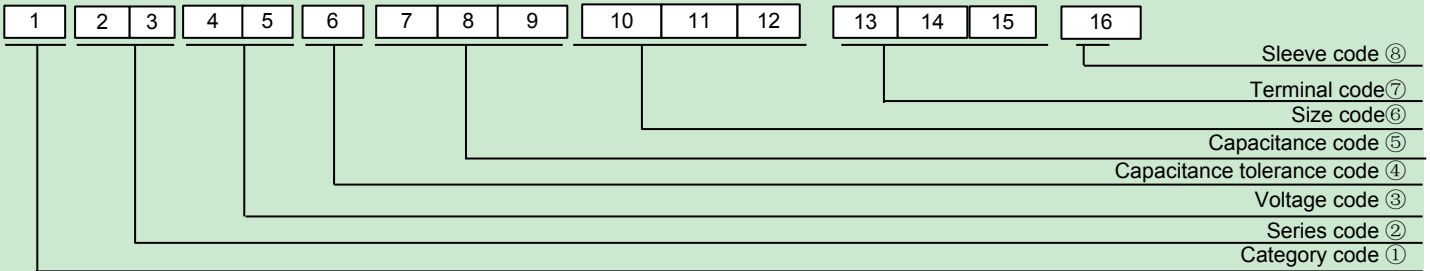 1 2 3 4 5 6 7 8 9 10 11 12 13 14 15 16
Sleeve code ⑧
Terminal code⑦
Size code⑥
Capacitance code ⑤
Capacitance tolerance code ④
Voltage code ③
Series code ②
Category code ①